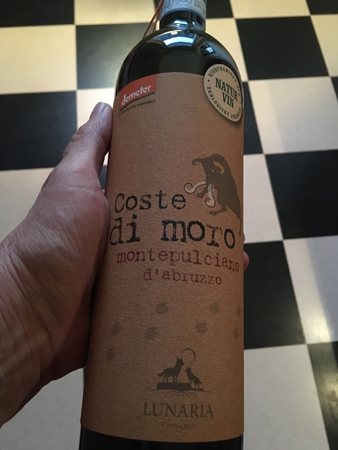 demeter
NATUR
VIN
Coste
di moro
montepulciano
d'abruzzo
LUNARIA